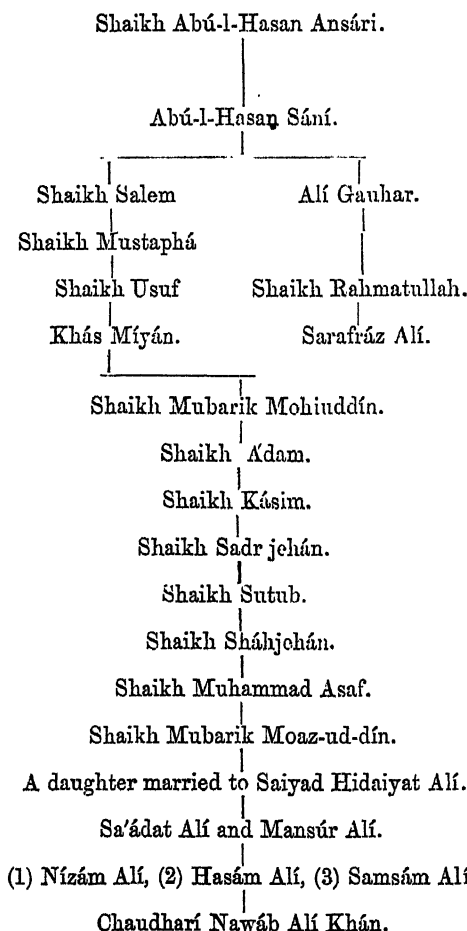 Shaikh Abú-l-Hasan Ansári.
Abú-l-Hasan Sání.
Shaikh Salem Alí Gauhar.
Shaikh Mustaphá
Shaikh Usuf Shaikh Rahmatullah.
Khás Míyán. Sarafráz Alí.
Shaikh Mubarik Mohiuddín.
Shaikh Ádam.
Shaikh Kásim.
Shaikh Sadr jehán.
Shaikh Sutub.
Shaikh Sháhjehán.
Shaikh Muhammad Asaf.
Shaikh Mubarik Moaz-ud-dín.
A daughter married to Saiyad Hidaiyat Alí.
Sa'ádat Alí and Mansúr Alí.
(1) Nízám Alí, (2) Hasám Alí, (3) Samsám Alí
Chaudharí Nawáb Alí Khán.